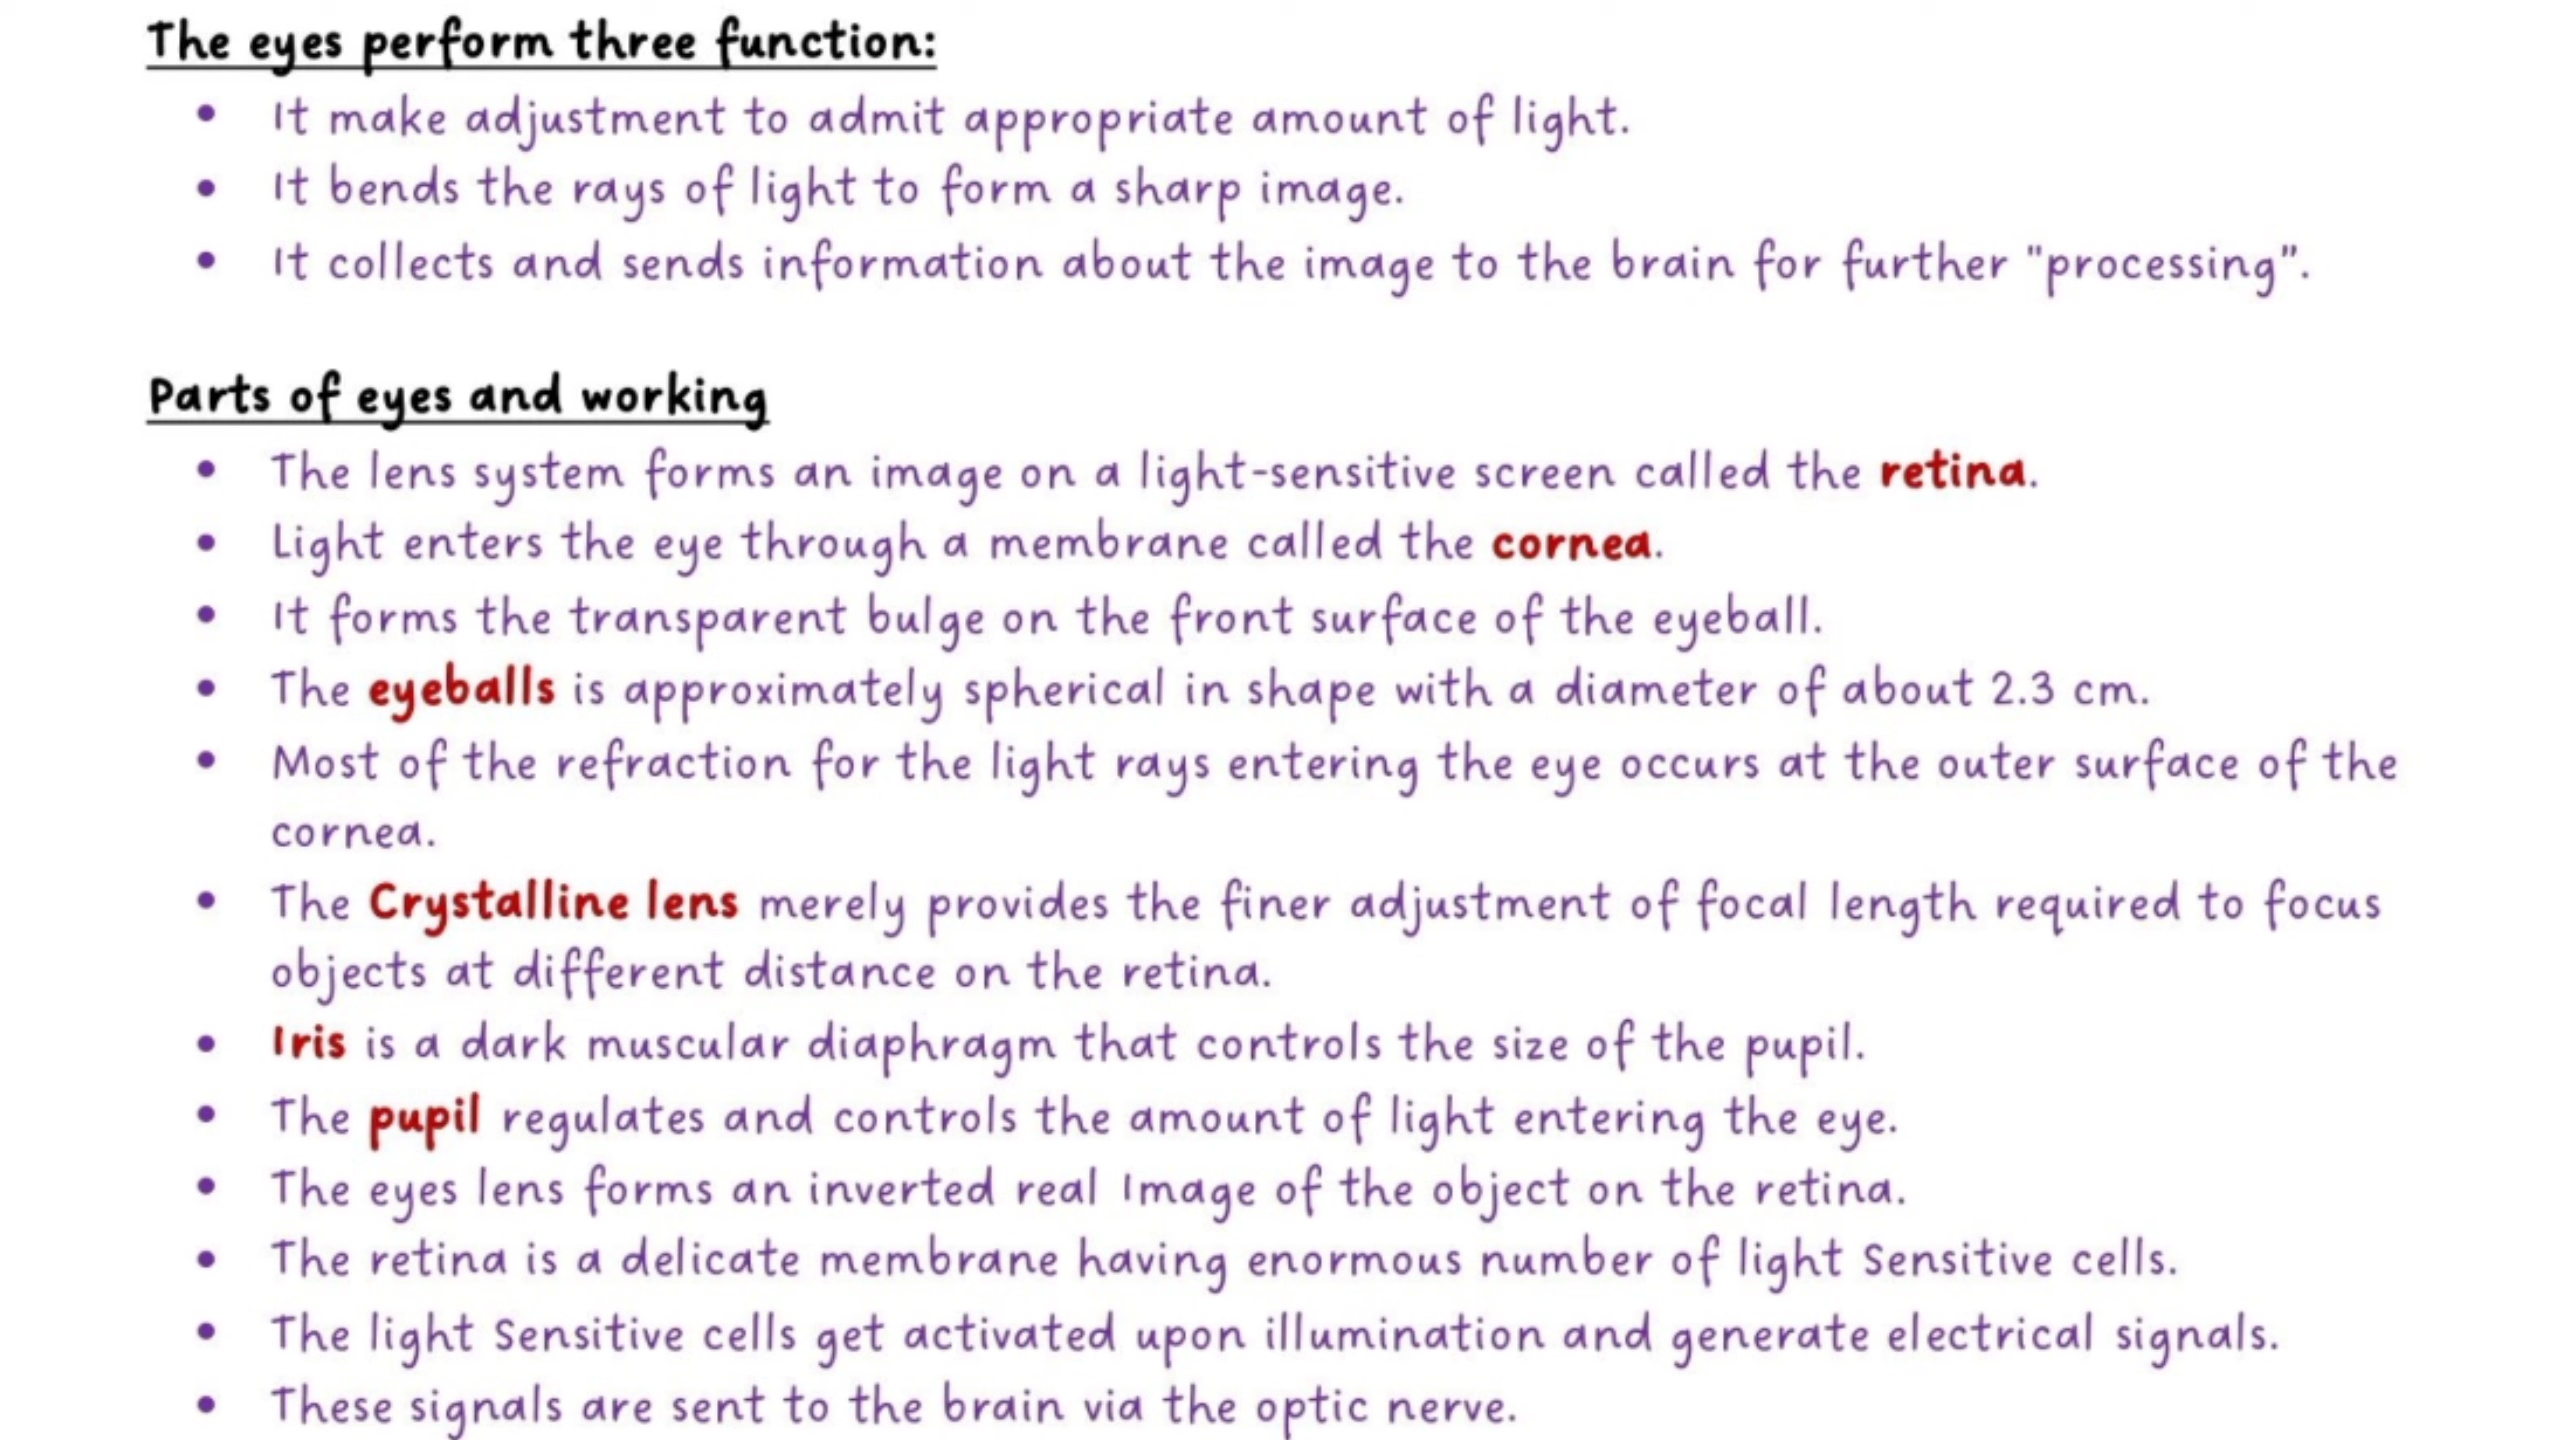 The eyes perform three function:
• It make adjustment to admit appropriate amount of light.
• It bends the rays of light to form a sharp image.
• It collects and sends information about the image to the brain for further "processing".
Parts of eyes and working
• The lens system forms an image on a light-sensitive screen called the retina.
• Light enters the eye through a membrane called the cornea.
• It forms the transparent bulge on the front surface of the eyeball.
• The eyeballs is approximately spherical in shape with a diameter of about 2.3 cm.
• Most of the refraction for the light rays entering the eye occurs at the outer surface of the
cornea.
• The Crystalline lens merely provides the finer adjustment of focal length required to focus
objects at different distance on the retina.
• Iris is a dark muscular diaphragm that controls the size of the pupil.
• The pupil regulates and controls the amount of light entering the eye.
• The eyes lens forms an inverted real Image of the object on the retina.
• The retina is a delicate membrane having enormous number of light Sensitive cells.
• The light Sensitive cells get activated upon illumination and generate electrical signals.
• These signals are sent to the brain via the optic nerve.